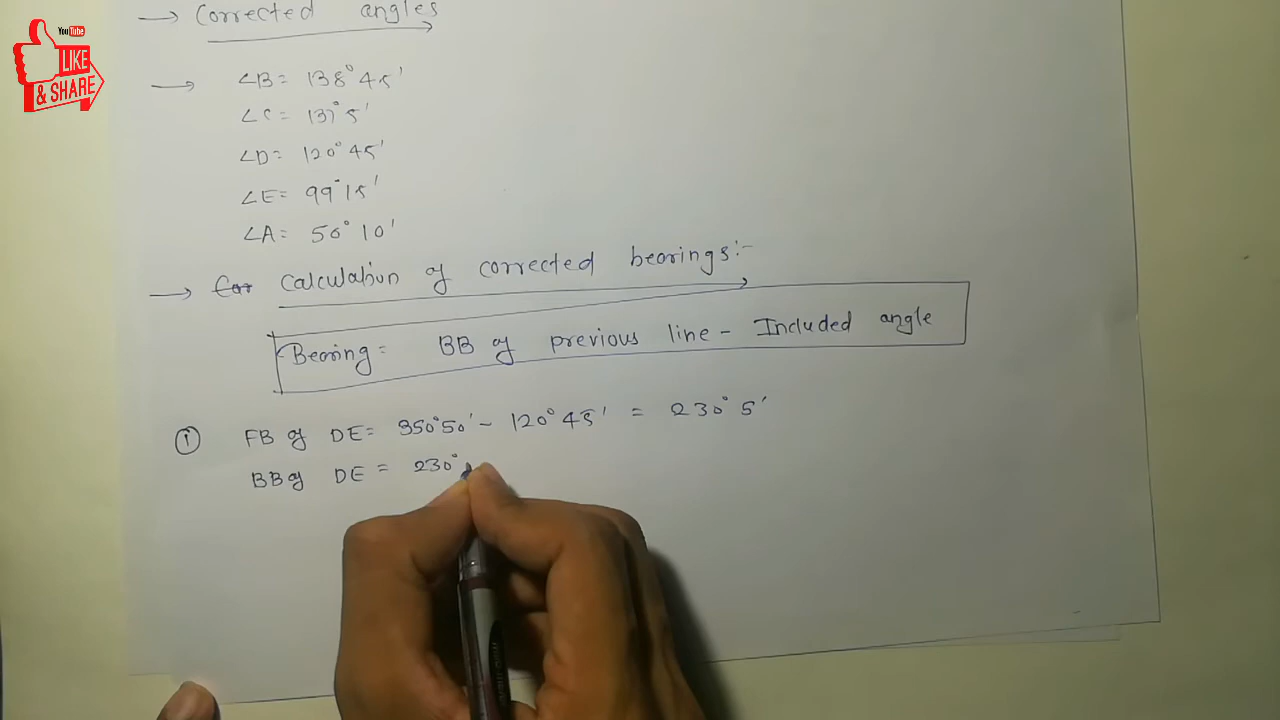 → Corrected angles
YouTube
LIKE
& SHARE
→ ∠B = 138°45'
∠C = 137°5'
∠D = 120°45'
∠E = 99°15'
∠A = 50°10'
→ for calculation of corrected bearings:-
Bearing = BB of previous line - Included angle
① FB of DE = 350°50' - 120°45' = 230°5'
BB of DE = 230°